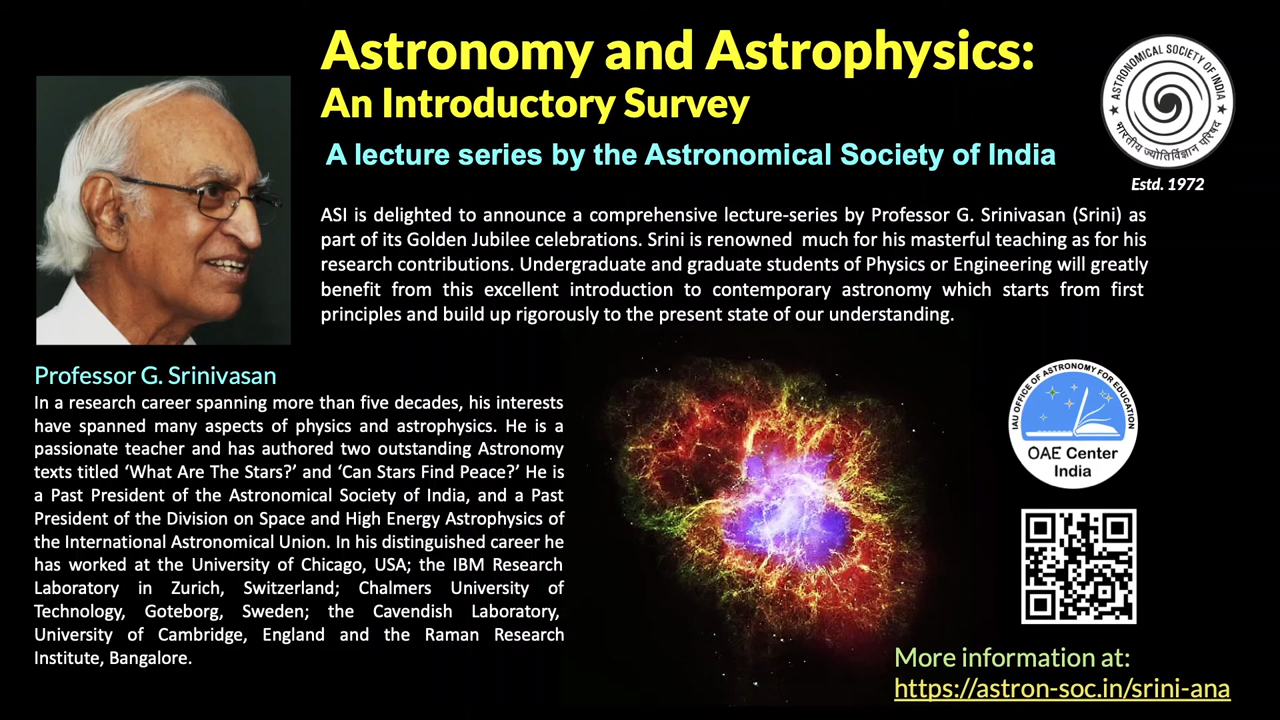 Astronomy and Astrophysics:
An Introductory Survey
A lecture series by the Astronomical Society of India
ASTRONOMICAL SOCIETY OF INDIA
भारतीय ज्योतिर्विज्ञान परिषद
Estd. 1972
ASI is delighted to announce a comprehensive lecture-series by Professor G. Srinivasan (Srini) as
part of its Golden Jubilee celebrations. Srini is renowned  much for his masterful teaching as for his
research contributions. Undergraduate and graduate students of Physics or Engineering will greatly
benefit from this excellent introduction to contemporary astronomy which starts from first
principles and build up rigorously to the present state of our understanding.
Professor G. Srinivasan
In a research career spanning more than five decades, his interests
have spanned many aspects of physics and astrophysics. He is a
passionate teacher and has authored two outstanding Astronomy
texts titled ‘What Are The Stars?’ and ‘Can Stars Find Peace?’ He is
a Past President of the Astronomical Society of India, and a Past
President of the Division on Space and High Energy Astrophysics of
the International Astronomical Union. In his distinguished career he
has worked at the University of Chicago, USA; the IBM Research
Laboratory in Zurich, Switzerland; Chalmers University of
Technology, Goteborg, Sweden; the Cavendish Laboratory,
University of Cambridge, England and the Raman Research
Institute, Bangalore.
IAU OFFICE OF ASTRONOMY FOR EDUCATION
OAE Center
India
More information at:
https://astron-soc.in/srini-ana